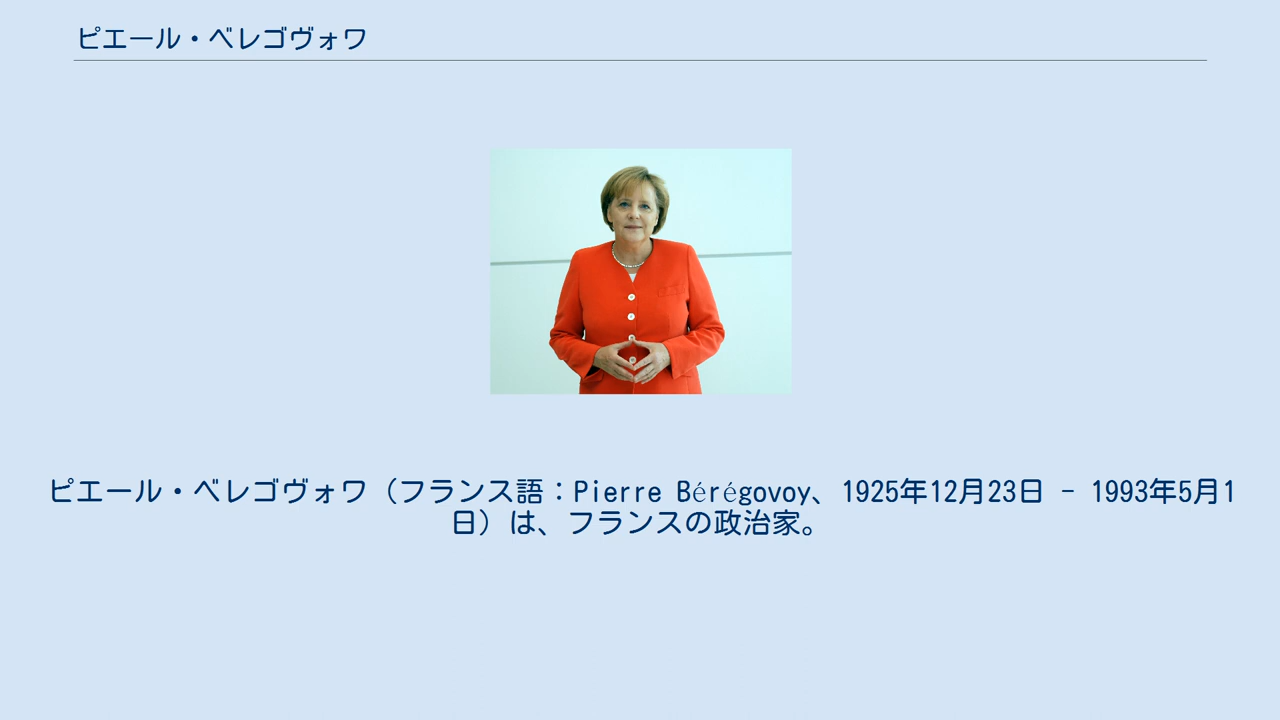 ピエール・ベレゴヴォワ
ピエール・ベレゴヴォワ（フランス語：Pierre Bérégovoy、1925年12月23日 - 1993年5月1
日）は、フランスの政治家。